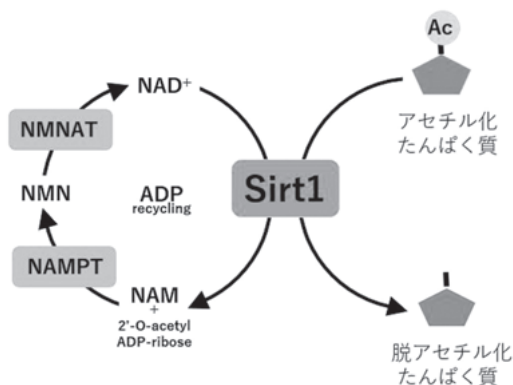 Ac
NAD+
アセチル化
たんぱく質
NMNAT
NMN
ADP
recycling
Sirt1
NAMPT
NAM
+
2'-O-acetyl
ADP-ribose
脱アセチル化
たんぱく質